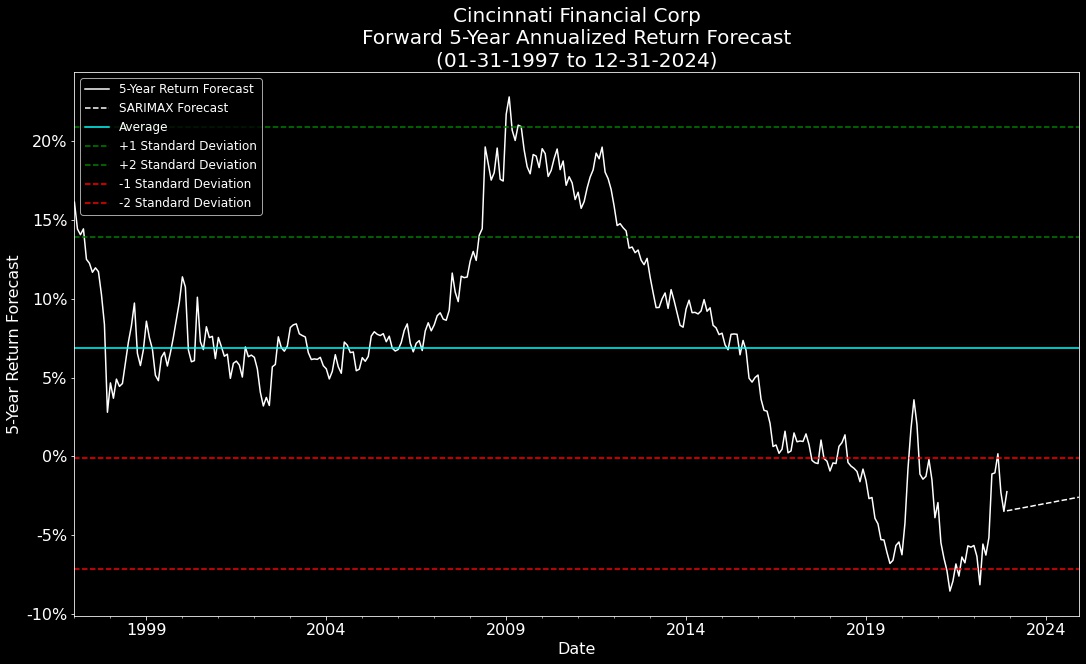 Cincinnati Financial Corp
Forward 5-Year Annualized Return Forecast
(01-31-1997 to 12-31-2024)
5-Year Return Forecast
SARIMAX Forecast
Average
+1 Standard Deviation
+2 Standard Deviation
-1 Standard Deviation
-2 Standard Deviation
5-Year Return Forecast
20%
15%
10%
5%
0%
-5%
-10%
1999
2004
2009
2014
2019
2024
Date